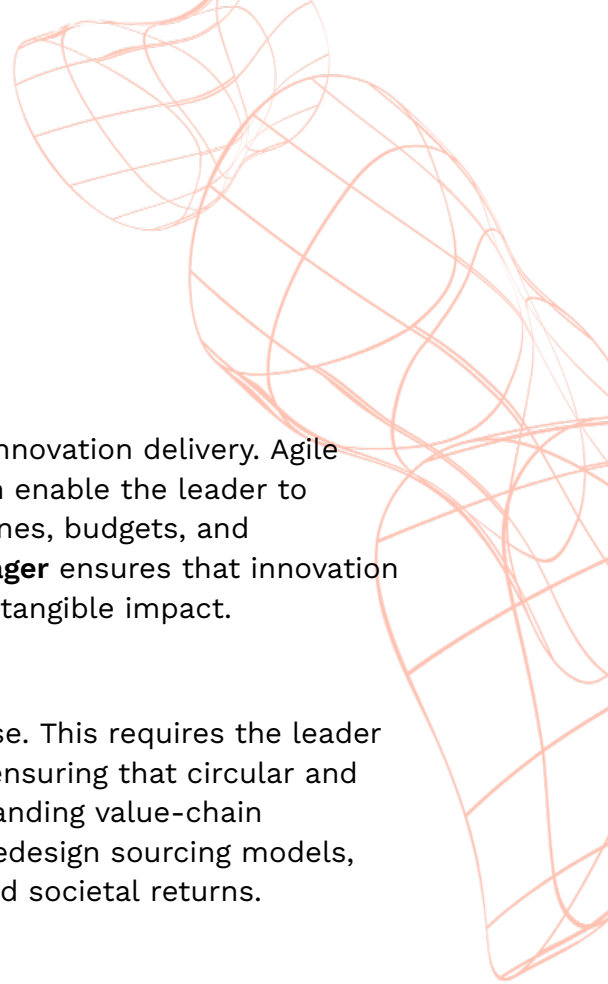 nnovation delivery. Agile
enable the leader to
nes, budgets, and
ager ensures that innovation
tangible impact.
se. This requires the leader
ensuring that circular and
anding value-chain
edesign sourcing models,
d societal returns.